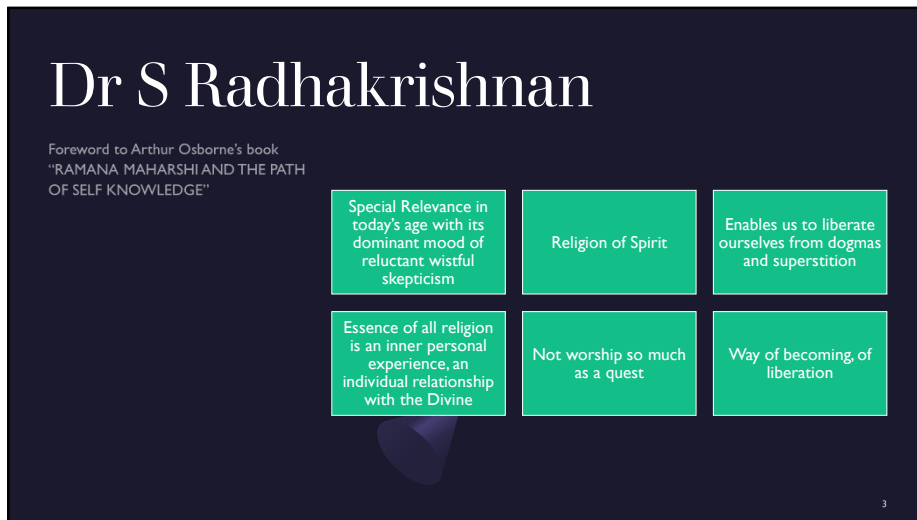 Dr S Radhakrishnan
Foreword to Arthur Osborne’s book
“RAMANA MAHARSHI AND THE PATH
OF SELF KNOWLEDGE”
Special Relevance in
today’s age with its
dominant mood of
reluctant wistful
skepticism
Religion of Spirit
Enables us to liberate
ourselves from dogmas
and superstition
Essence of all religion
is an inner personal
experience, an
individual relationship
with the Divine
Not worship so much
as a quest
Way of becoming, of
liberation
3